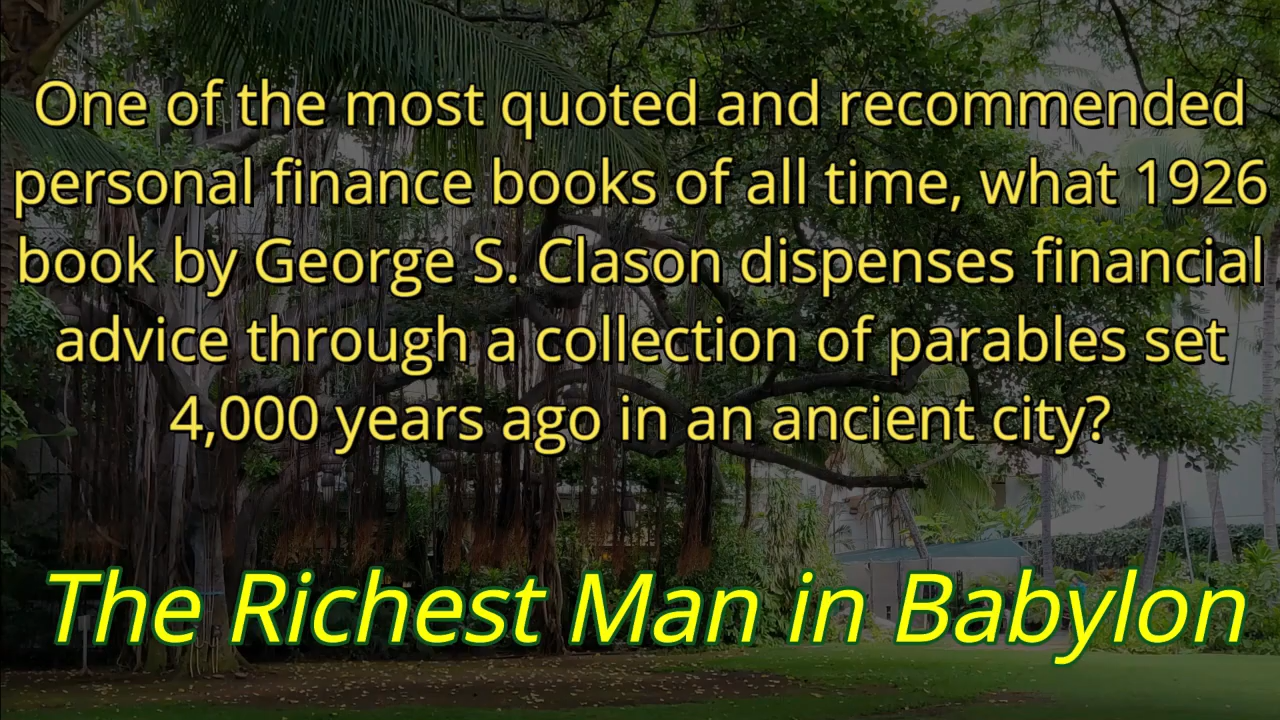 One of the most quoted and recommended
personal finance books of all time, what 1926
book by George S. Clason dispenses financial
advice through a collection of parables set
4,000 years ago in an ancient city?
The Richest Man in Babylon